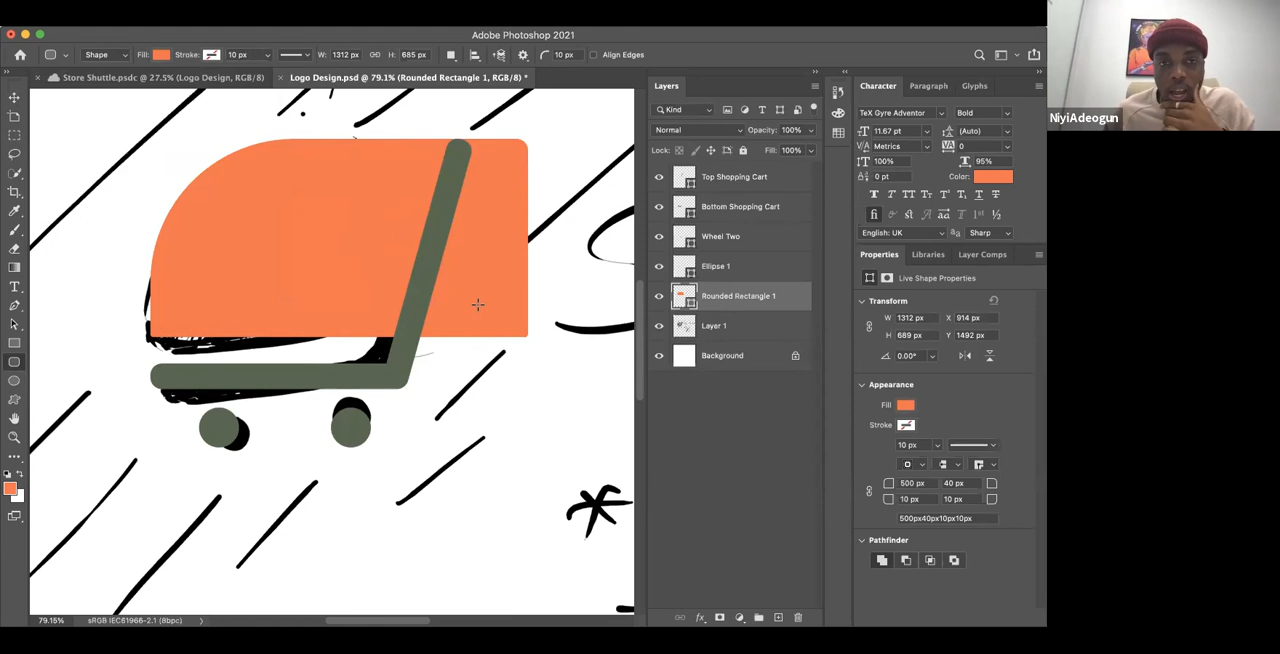 Adobe Photoshop 2021
Shape Fill: Stroke: 10 px W: 1312 px H: 685 px 10 px Align Edges
Store Shuttle.psdc @ 27.5% (Logo Design, RGB/8)
Logo Design.psd @ 79.1% (Rounded Rectangle 1, RGB/8) *
Layers
Kind
Normal Opacity: 100%
Lock: Fill: 100%
Top Shopping Cart
Bottom Shopping Cart
Wheel Two
Ellipse 1
Rounded Rectangle 1
Layer 1
Background
Character Paragraph Glyphs
TeX Gyre Adventor Bold
11.67 pt (Auto)
Metrics 0
100% 95%
0 pt Color:
English: UK Sharp
Properties Libraries Layer Comps
Live Shape Properties
Transform
W 1312 px X 914 px
H 689 px Y 1492 px
0.00°
Appearance
Fill
Stroke
10 px
500 px 40 px
10 px 10 px
500px40px10px10px
Pathfinder
79.15% sRGB IEC61966-2.1 (8bpc)
NiyiAdeogun